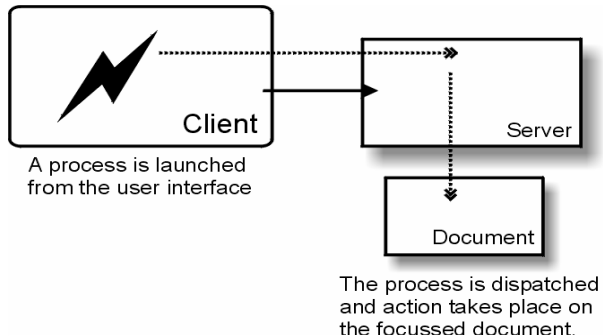 Client
Server
A process is launched
from the user interface
Document
The process is dispatched
and action takes place on
the focussed document.